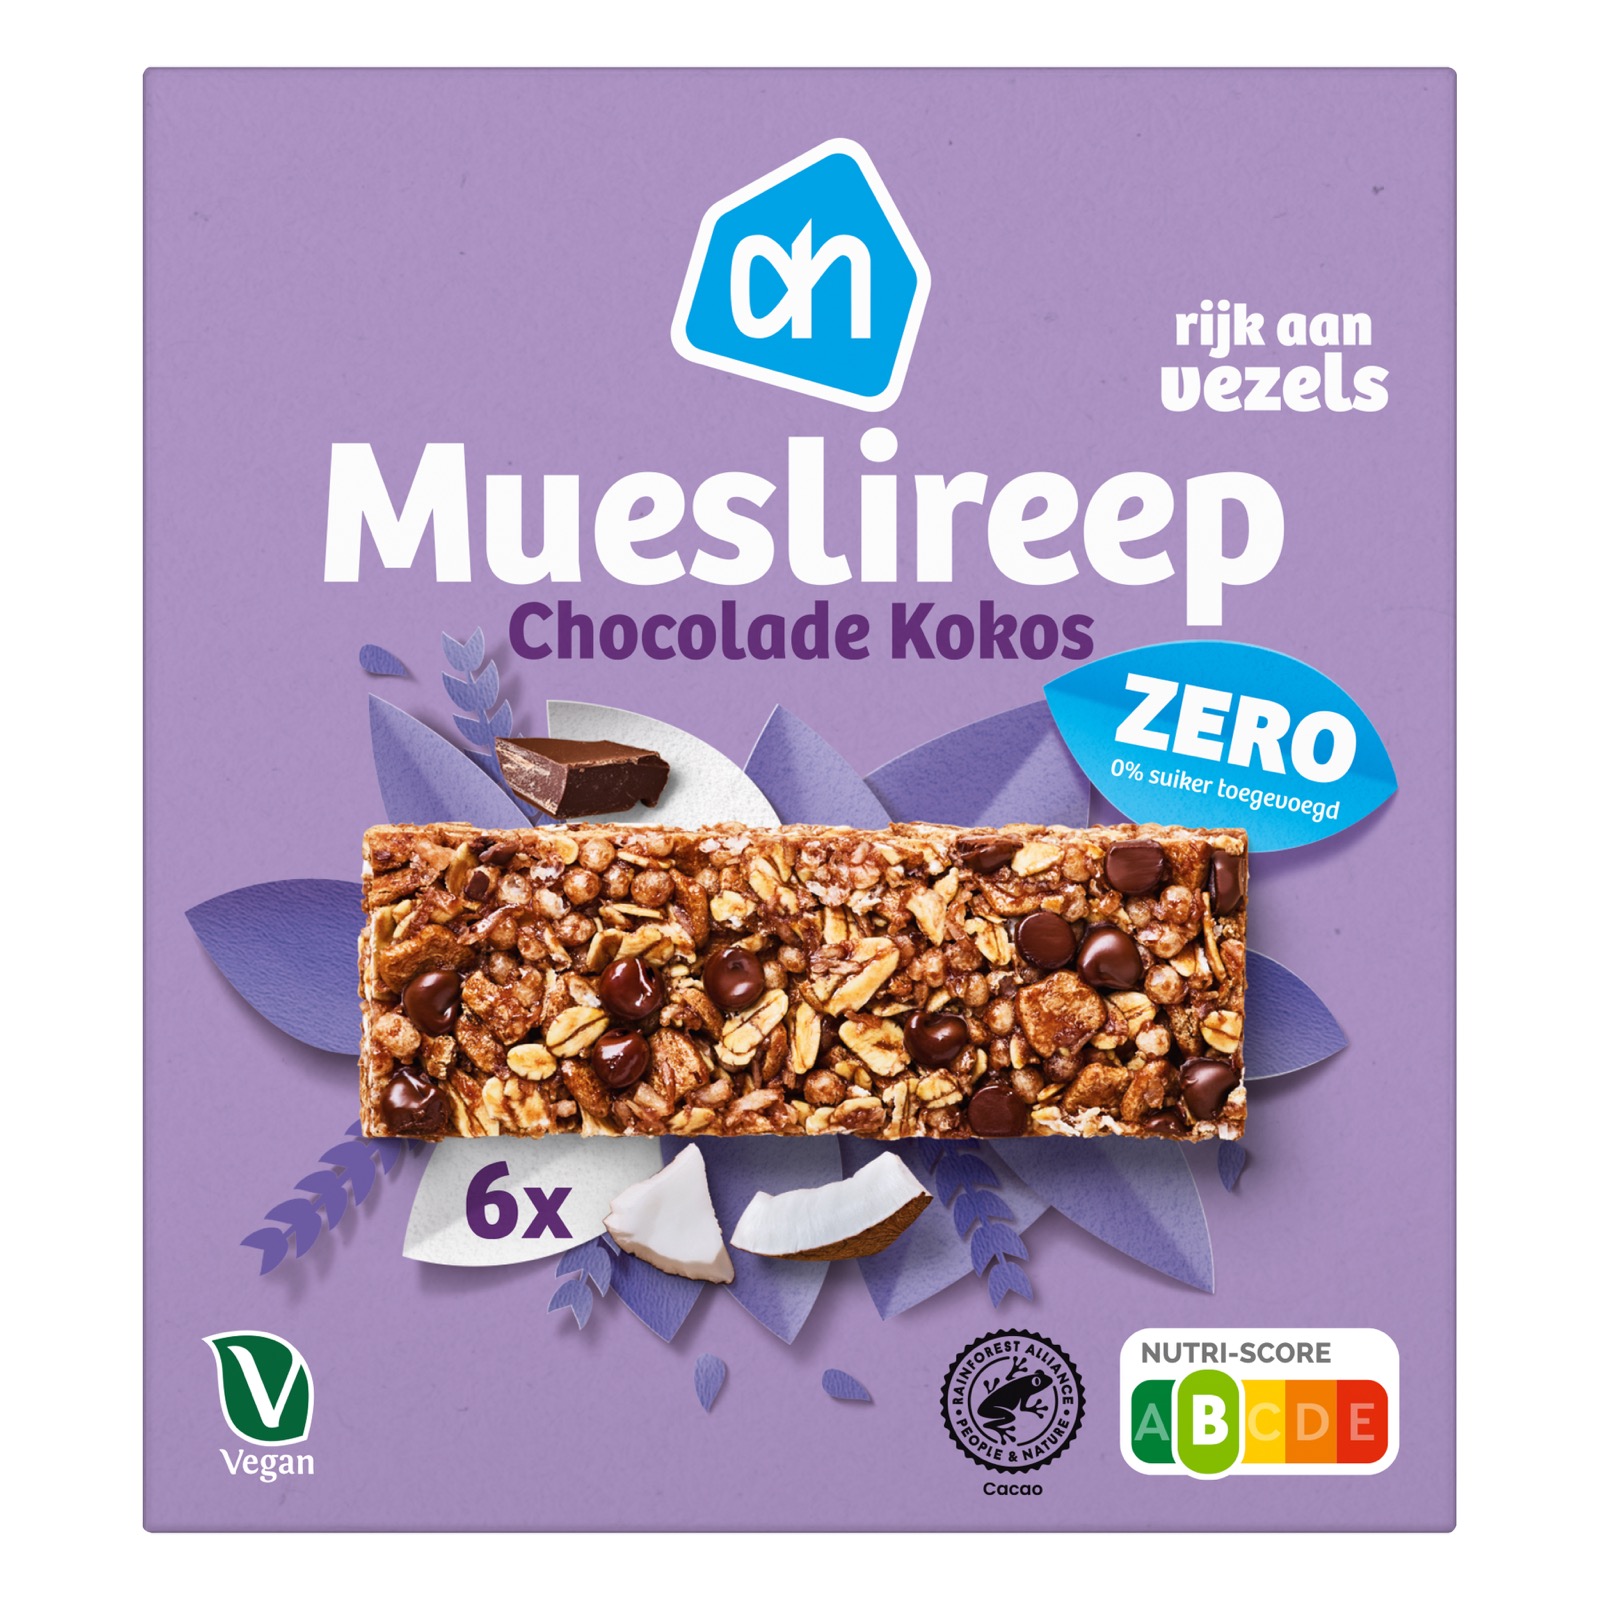 ah
rijk aan
vezels
Mueslireep
Chocolade Kokos
ZERO
0% suiker toegevoegd
6x
V
Vegan
RAINFOREST ALLIANCE
PEOPLE & NATURE
Cacao
NUTRI-SCORE
A B C D E